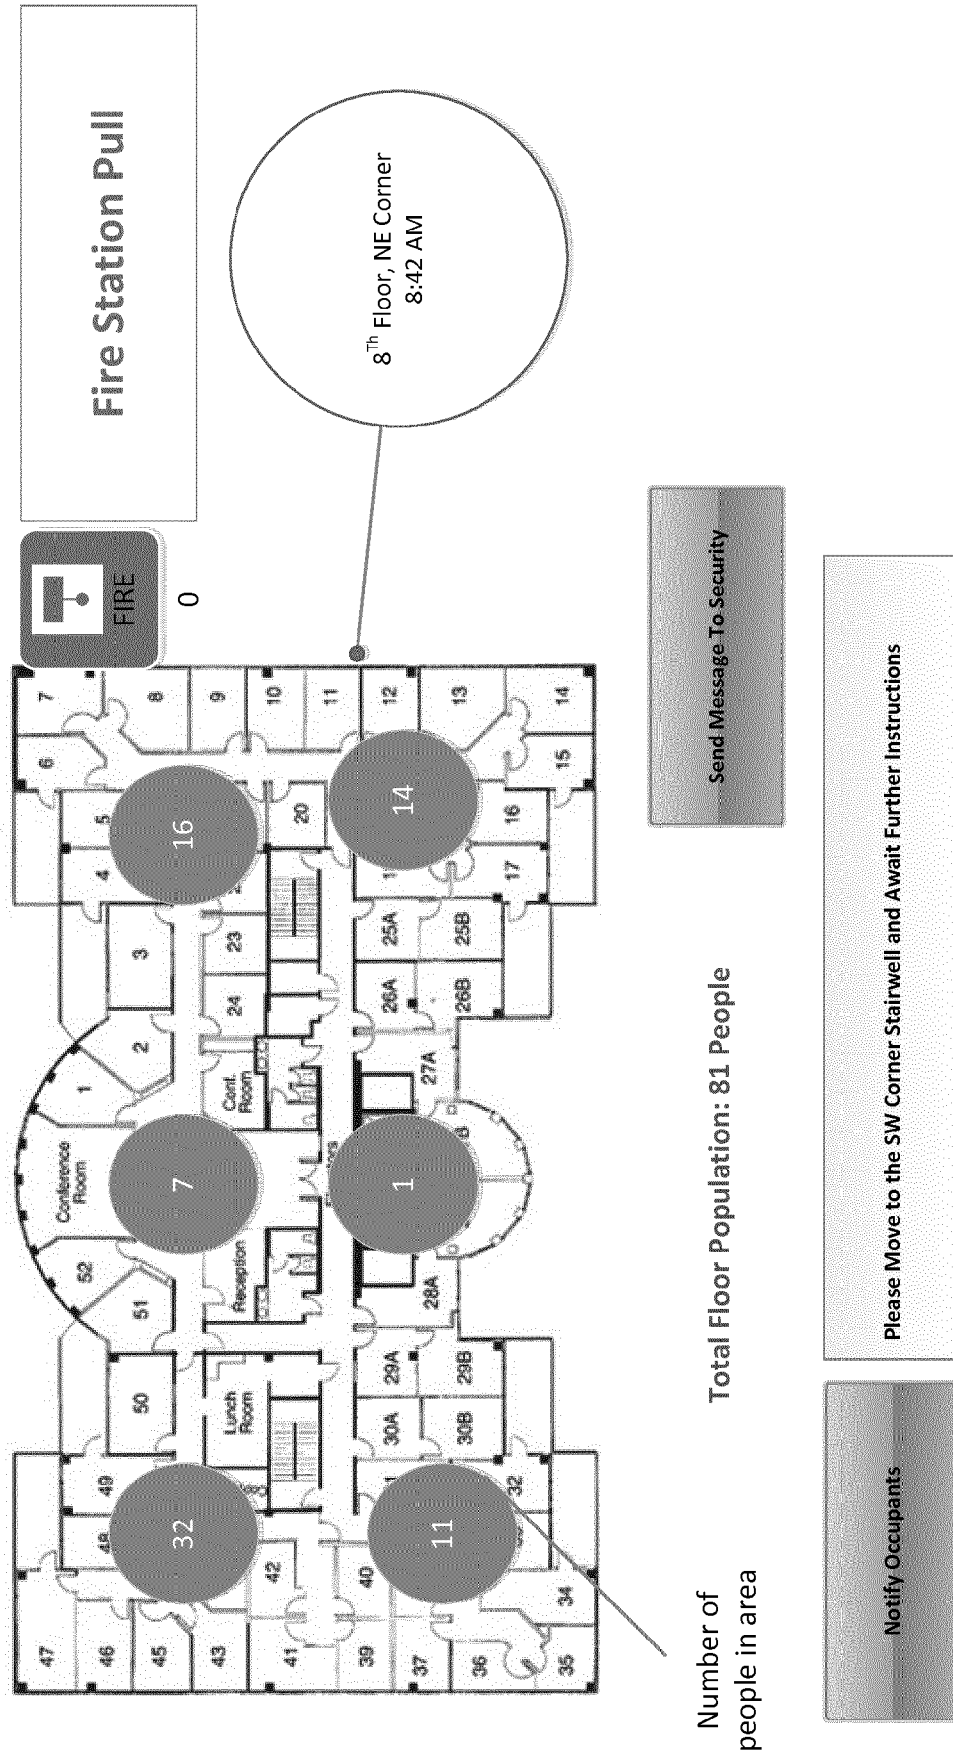 Fire Station Pull
FIRE
0
8Th Floor, NE Corner
8:42 AM
47
46
45
43
41
39
37
36
35
34
40
42
49
50
51
52
Conference
Room
1
2
3
4
5
6
7
8
9
10
11
12
13
14
15
16
17
20
23
24
Conf.
Room
Reception
Lunch
Room
32
7
16
11
1
14
25A
25B
26A
26B
27A
28A
29A
29B
30A
30B
32
Number of
people in area
Total Floor Population: 81 People
Send Message To Security
Notify Occupants
Please Move to the SW Corner Stairwell and Await Further Instructions